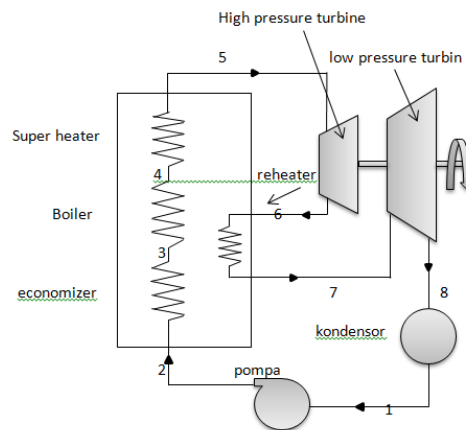 High pressure turbine
5
low pressure turbin
Super heater
4
reheater
Boiler
6
3
economizer
7
8
kondensor
2
pompa
1